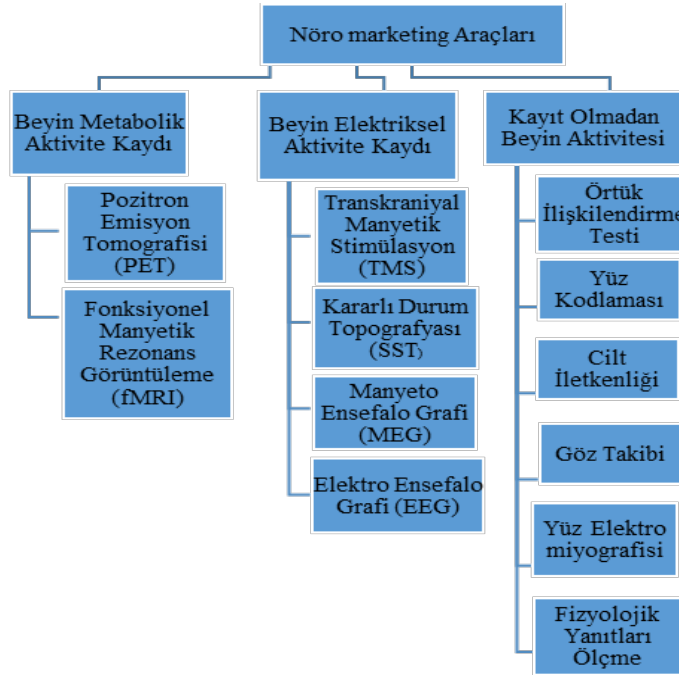 Nöro marketing Araçları
Beyin Metabolik
Aktivite Kaydı
Pozitron
Emisyon
Tomografisi
(PET)
Fonksiyonel
Manyetik
Rezonans
Görüntüleme
(fMRI)
Beyin Elektriksel
Aktivite Kaydı
Transkraniyal
Manyetik
Stimülasyon
(TMS)
Kararlı Durum
Topografyası
(SST)
Manyeto
Ensefalo Grafi
(MEG)
Elektro Ensefalo
Grafi (EEG)
Kayıt Olmadan
Beyin Aktivitesi
Örtük
İlişkilendirme
Testi
Yüz
Kodlaması
Cilt
İletkenliği
Göz Takibi
Yüz Elektro
miyografisi
Fizyolojik
Yanıtları
Ölçme